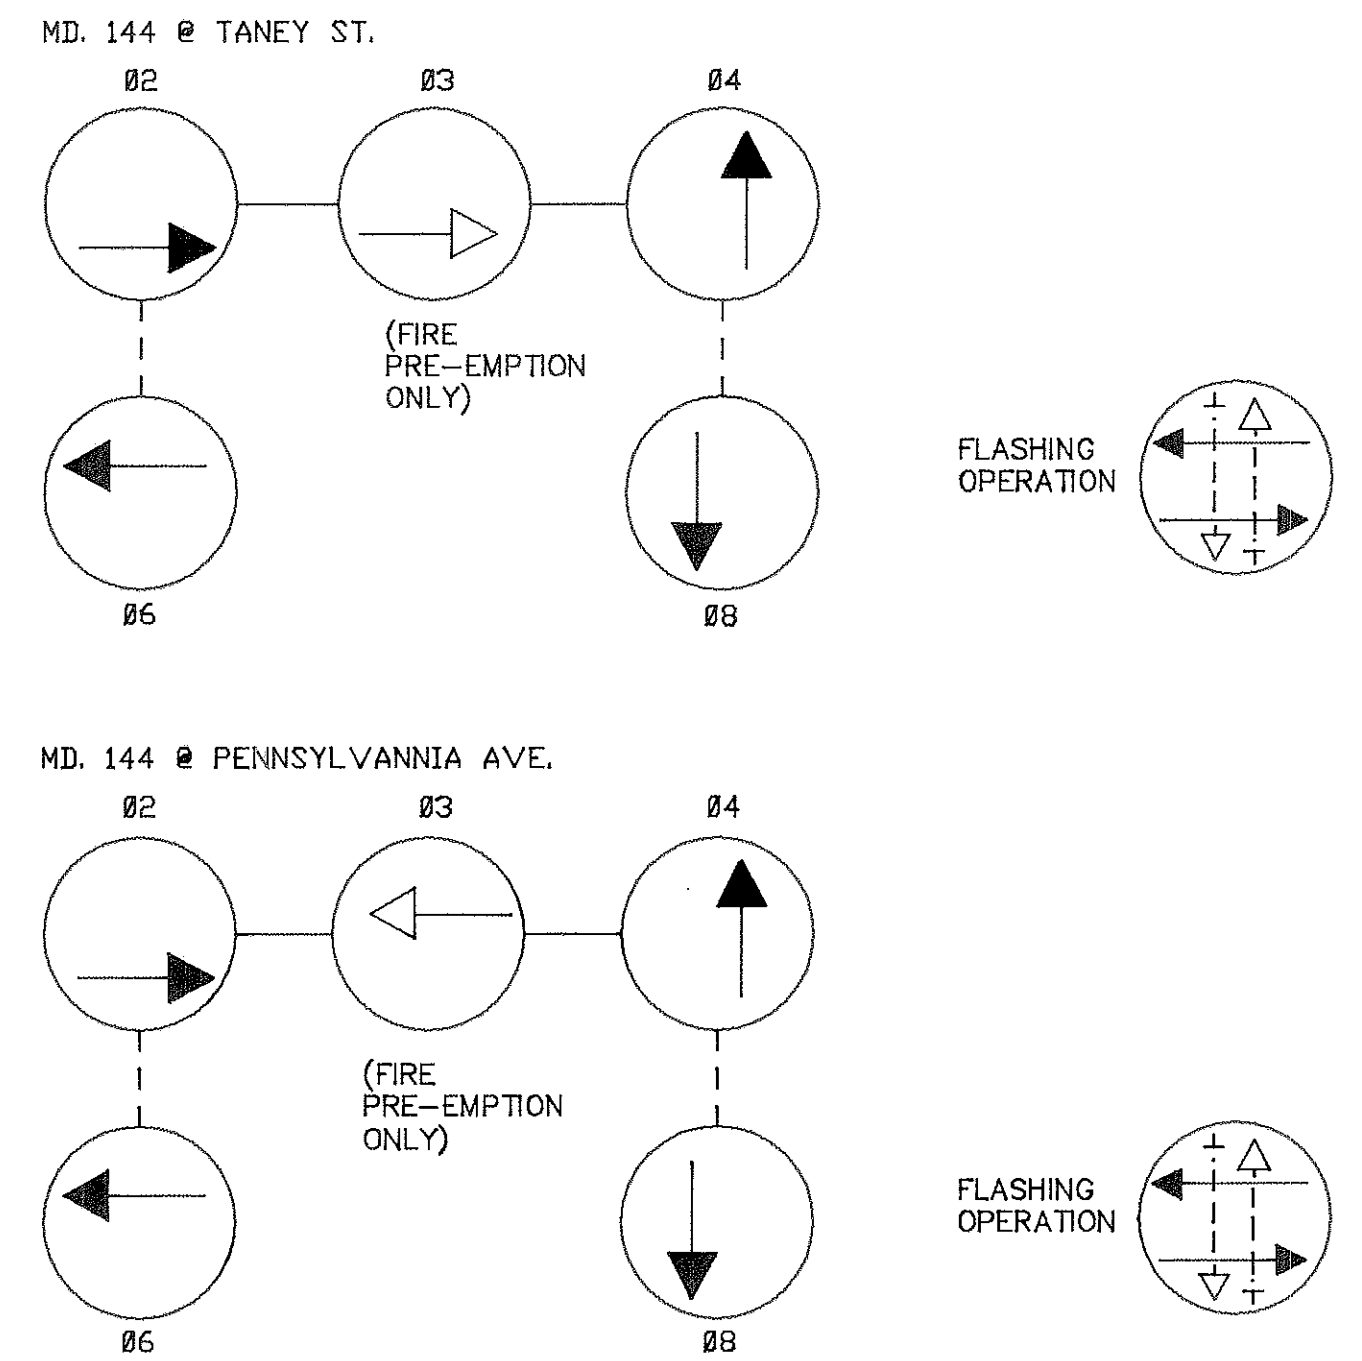 MD. 144 @ TANEY ST.
Ø2 Ø3 Ø4
(FIRE
PRE-EMPTION
ONLY)
FLASHING
OPERATION
Ø6 Ø8
MD. 144 @ PENNSYLVANNIA AVE.
Ø2 Ø3 Ø4
(FIRE
PRE-EMPTION
ONLY)
FLASHING
OPERATION
Ø6 Ø8